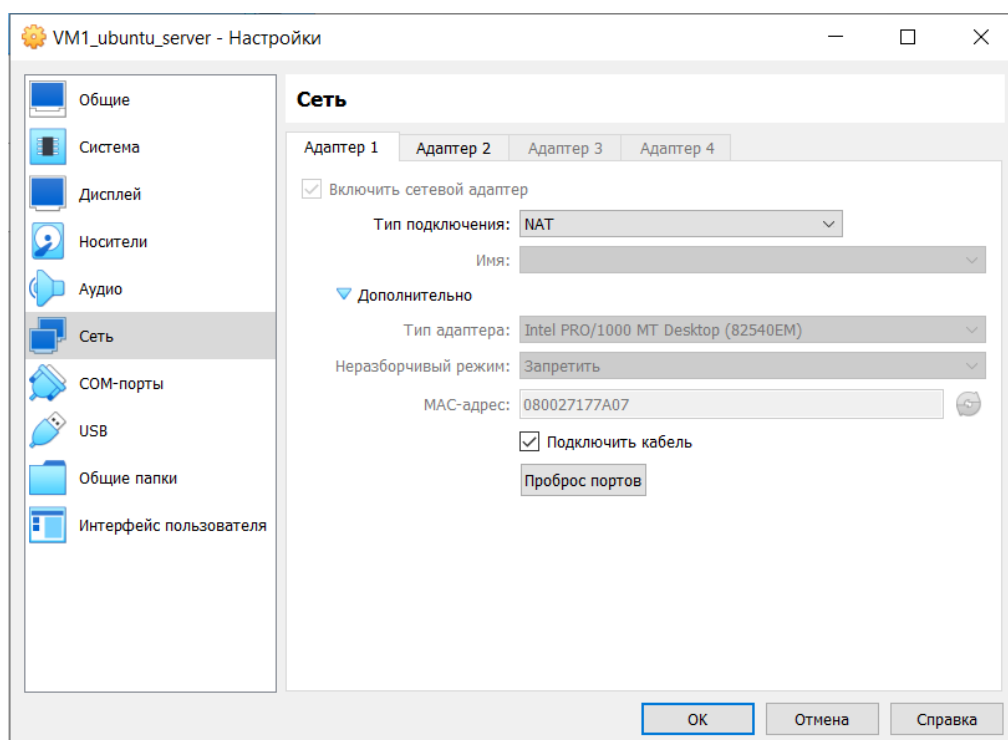 VM1_ubuntu_server - Настройки
Общие
Система
Дисплей
Носители
Аудио
Сеть
COM-порты
USB
Общие папки
Интерфейс пользователя
Сеть
Адаптер 1 Адаптер 2 Адаптер 3 Адаптер 4
Включить сетевой адаптер
Тип подключения: NAT
Имя:
Дополнительно
Тип адаптера: Intel PRO/1000 MT Desktop (82540EM)
Неразборчивый режим: Запретить
MAC-адрес: 080027177A07
Подключить кабель
Проброс портов
OK Отмена Справка